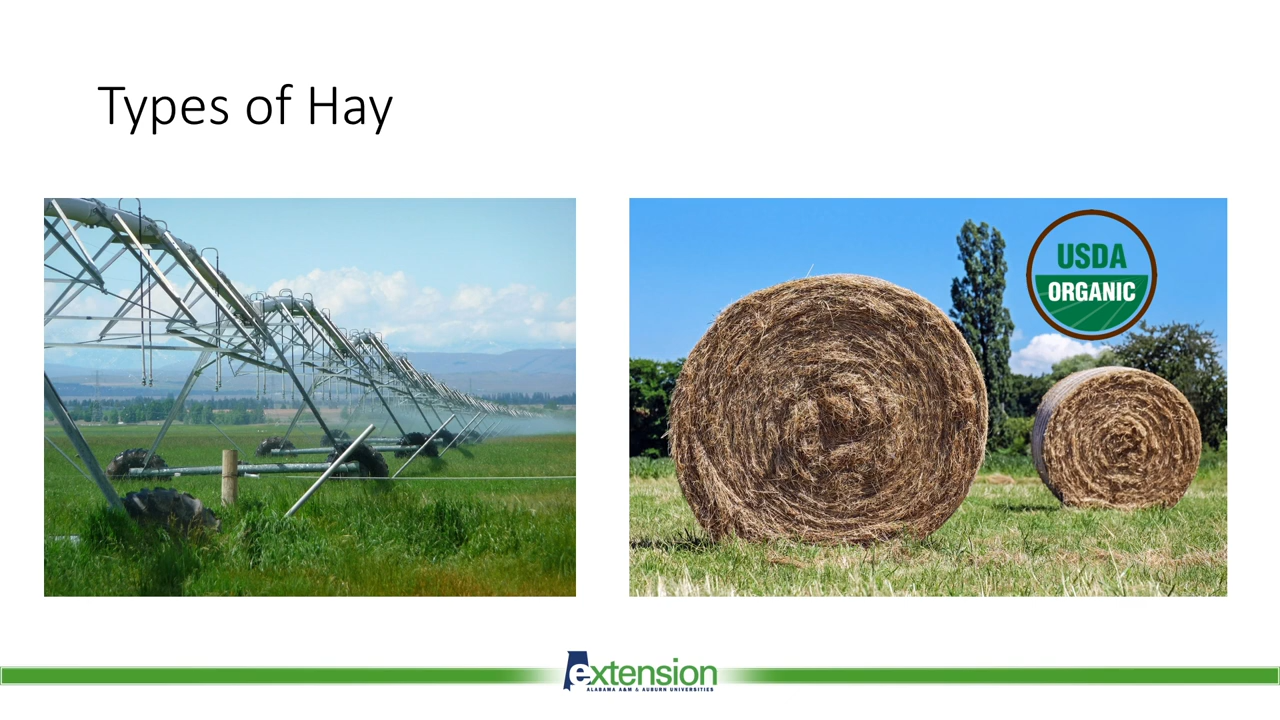 Types of Hay
USDA
ORGANIC
extension
ALABAMA A&M & AUBURN UNIVERSITIES